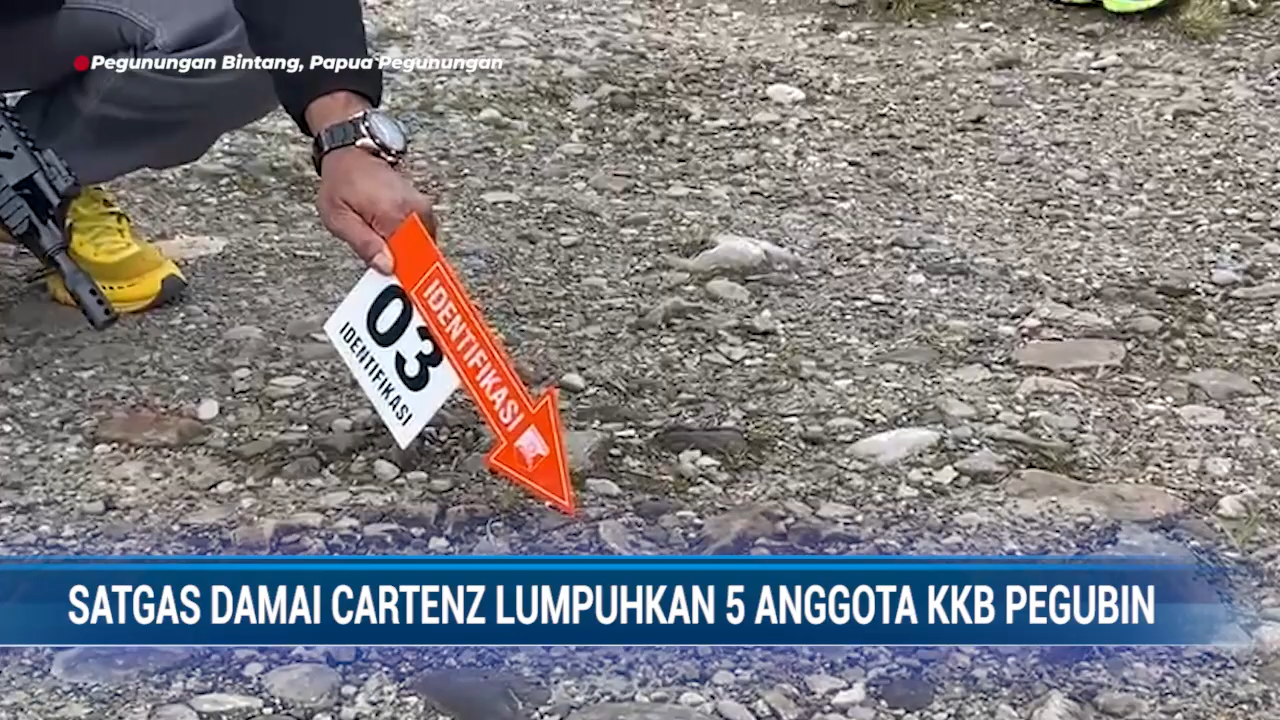 Pegunungan Bintang, Papua Pegunungan
IDENTIFIKASI
03
IDENTIFIKASI
SATGAS DAMAI CARTENZ LUMPUHKAN 5 ANGGOTA KKB PEGUBIN